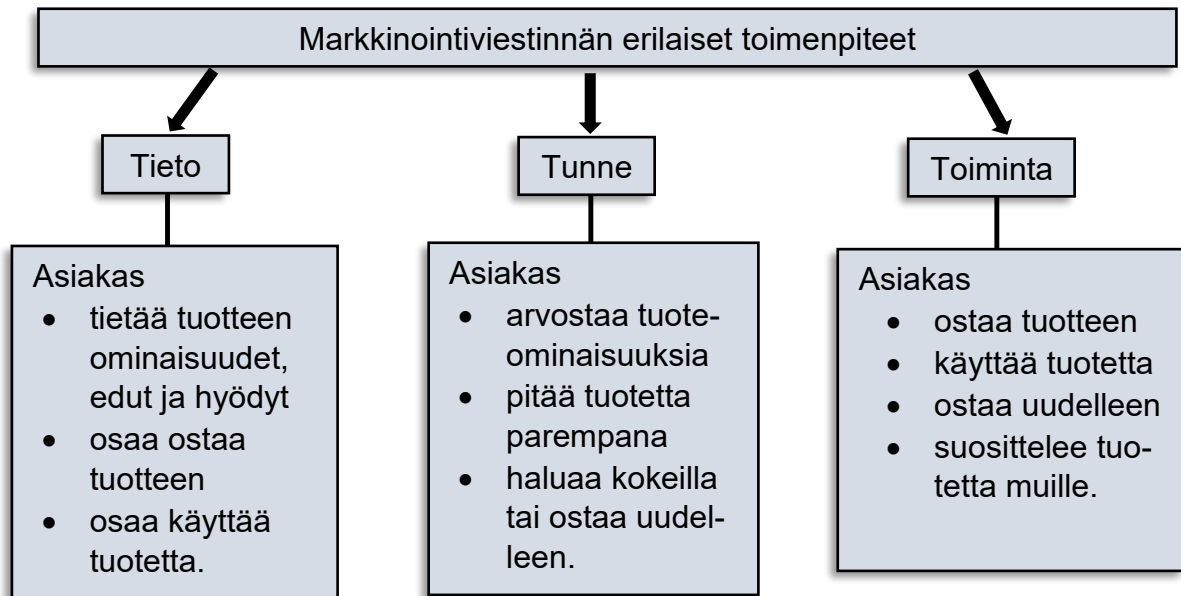 Markkinointiviestinnän erilaiset toimenpiteet
Tieto
Asiakas
• tietää tuotteen
ominaisuudet,
edut ja hyödyt
• osaa ostaa
tuotteen
• osaa käyttää
tuotetta.
Tunne
Asiakas
• arvostaa tuote-
ominaisuuksia
• pitää tuotetta
parempana
• haluaa kokeilla
tai ostaa uudel-
leen.
Toiminta
Asiakas
• ostaa tuotteen
• käyttää tuotetta
• ostaa uudelleen
• suosittelee tuo-
tetta muille.